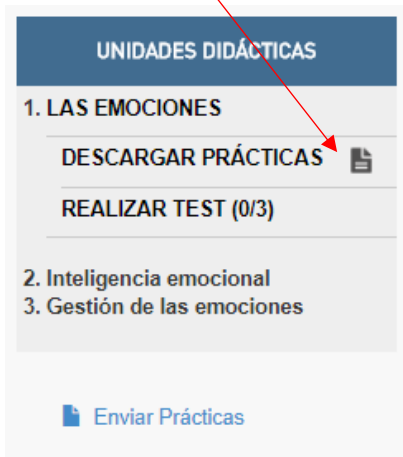 UNIDADES DIDÁCTICAS
1. LAS EMOCIONES
DESCARGAR PRÁCTICAS
REALIZAR TEST (0/3)
2. Inteligencia emocional
3. Gestión de las emociones
Enviar Prácticas